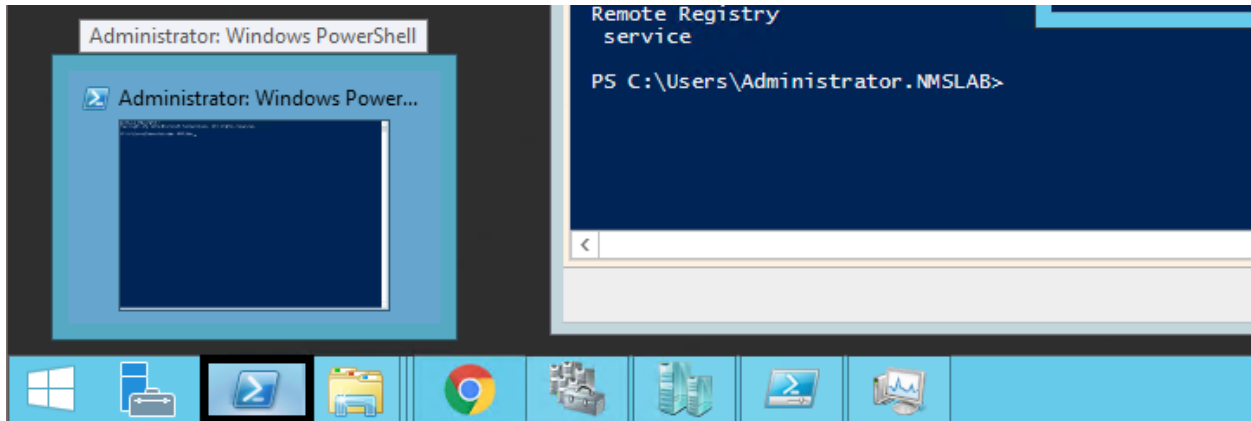 Administrator: Windows PowerShell
Administrator: Windows Power...
Remote Registry
service
PS C:\Users\Administrator.NMSLAB>